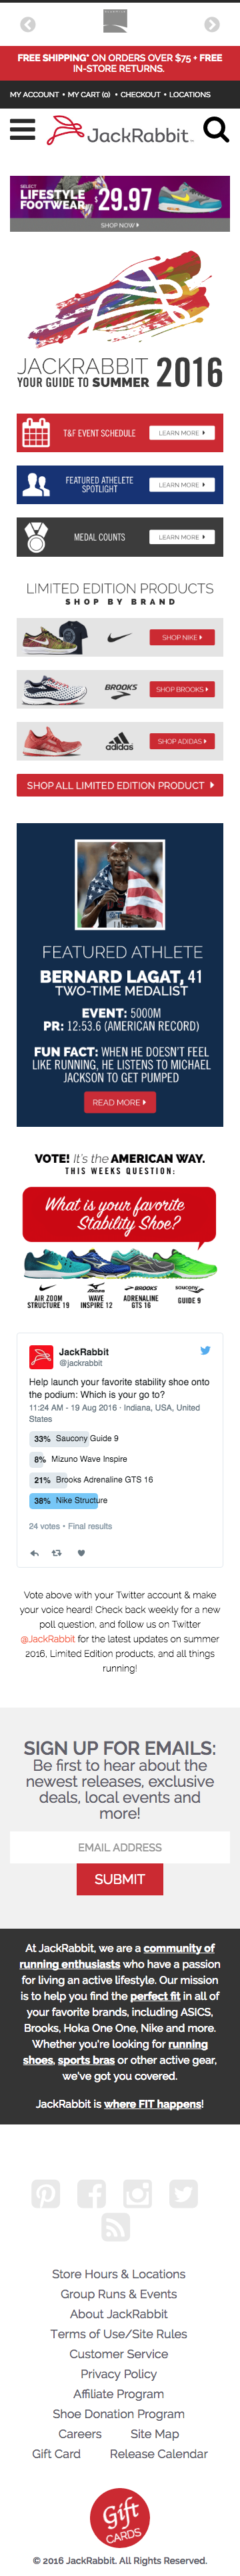 FREE SHIPPING* ON ORDERS OVER $75 + FREE
IN-STORE RETURNS.
MY ACCOUNT • MY CART (0) • CHECKOUT • LOCATIONS
JackRabbit
SELECT
LIFESTYLE
FOOTWEAR
$29.97
SHOP NOW
JACKRABBIT
YOUR GUIDE TO SUMMER 2016
T&F EVENT SCHEDULE
LEARN MORE
FEATURED ATHLETE
SPOTLIGHT
LEARN MORE
MEDAL COUNTS
LEARN MORE
LIMITED EDITION PRODUCTS
SHOP BY BRAND
SHOP NIKE
BROOKS
SHOP BROOKS
adidas
SHOP ADIDAS
SHOP ALL LIMITED EDITION PRODUCT
FEATURED ATHLETE
BERNARD LAGAT, 41
TWO-TIME MEDALIST
EVENT: 5000M
PR: 12:53.6 (AMERICAN RECORD)
FUN FACT: WHEN HE DOESN'T FEEL
LIKE RUNNING, HE LISTENS TO MICHAEL
JACKSON TO GET PUMPED
READ MORE
VOTE! It's the AMERICAN WAY.
THIS WEEKS QUESTION:
What is your favorite
Stability Shoe?
AIR ZOOM
STRUCTURE 19
WAVE
INSPIRE 12
BROOKS
ADRENALINE
GTS 16
saucony
GUIDE 9
JackRabbit
@jackrabbit
Help launch your favorite stability shoe onto
the podium: Which is your go to?
11:24 AM - 19 Aug 2016 · Indiana, USA, United
States
33% Saucony Guide 9
8% Mizuno Wave Inspire
21% Brooks Adrenaline GTS 16
38% Nike Structure
24 votes • Final results
Vote above with your Twitter account & make
your voice heard! Check back weekly for a new
poll question, and follow us on Twitter
@JackRabbit for the latest updates on summer
2016, Limited Edition products, and all things
running!
SIGN UP FOR EMAILS:
Be first to hear about the
newest releases, exclusive
deals, local events and
more!
EMAIL ADDRESS
SUBMIT
At JackRabbit, we are a community of
running enthusiasts who have a passion
for living an active lifestyle. Our mission
is to help you find the perfect fit in all of
your favorite brands, including ASICS,
Brooks, Hoka One One, Nike and more.
Whether you're looking for running
shoes, sports bras or other active gear,
we've got you covered.
JackRabbit is where FIT happens!
Store Hours & Locations
Group Runs & Events
About JackRabbit
Terms of Use/Site Rules
Customer Service
Privacy Policy
Affiliate Program
Shoe Donation Program
Careers Site Map
Gift Card Release Calendar
Gift
CARDS
© 2016 JackRabbit. All Rights Reserved.